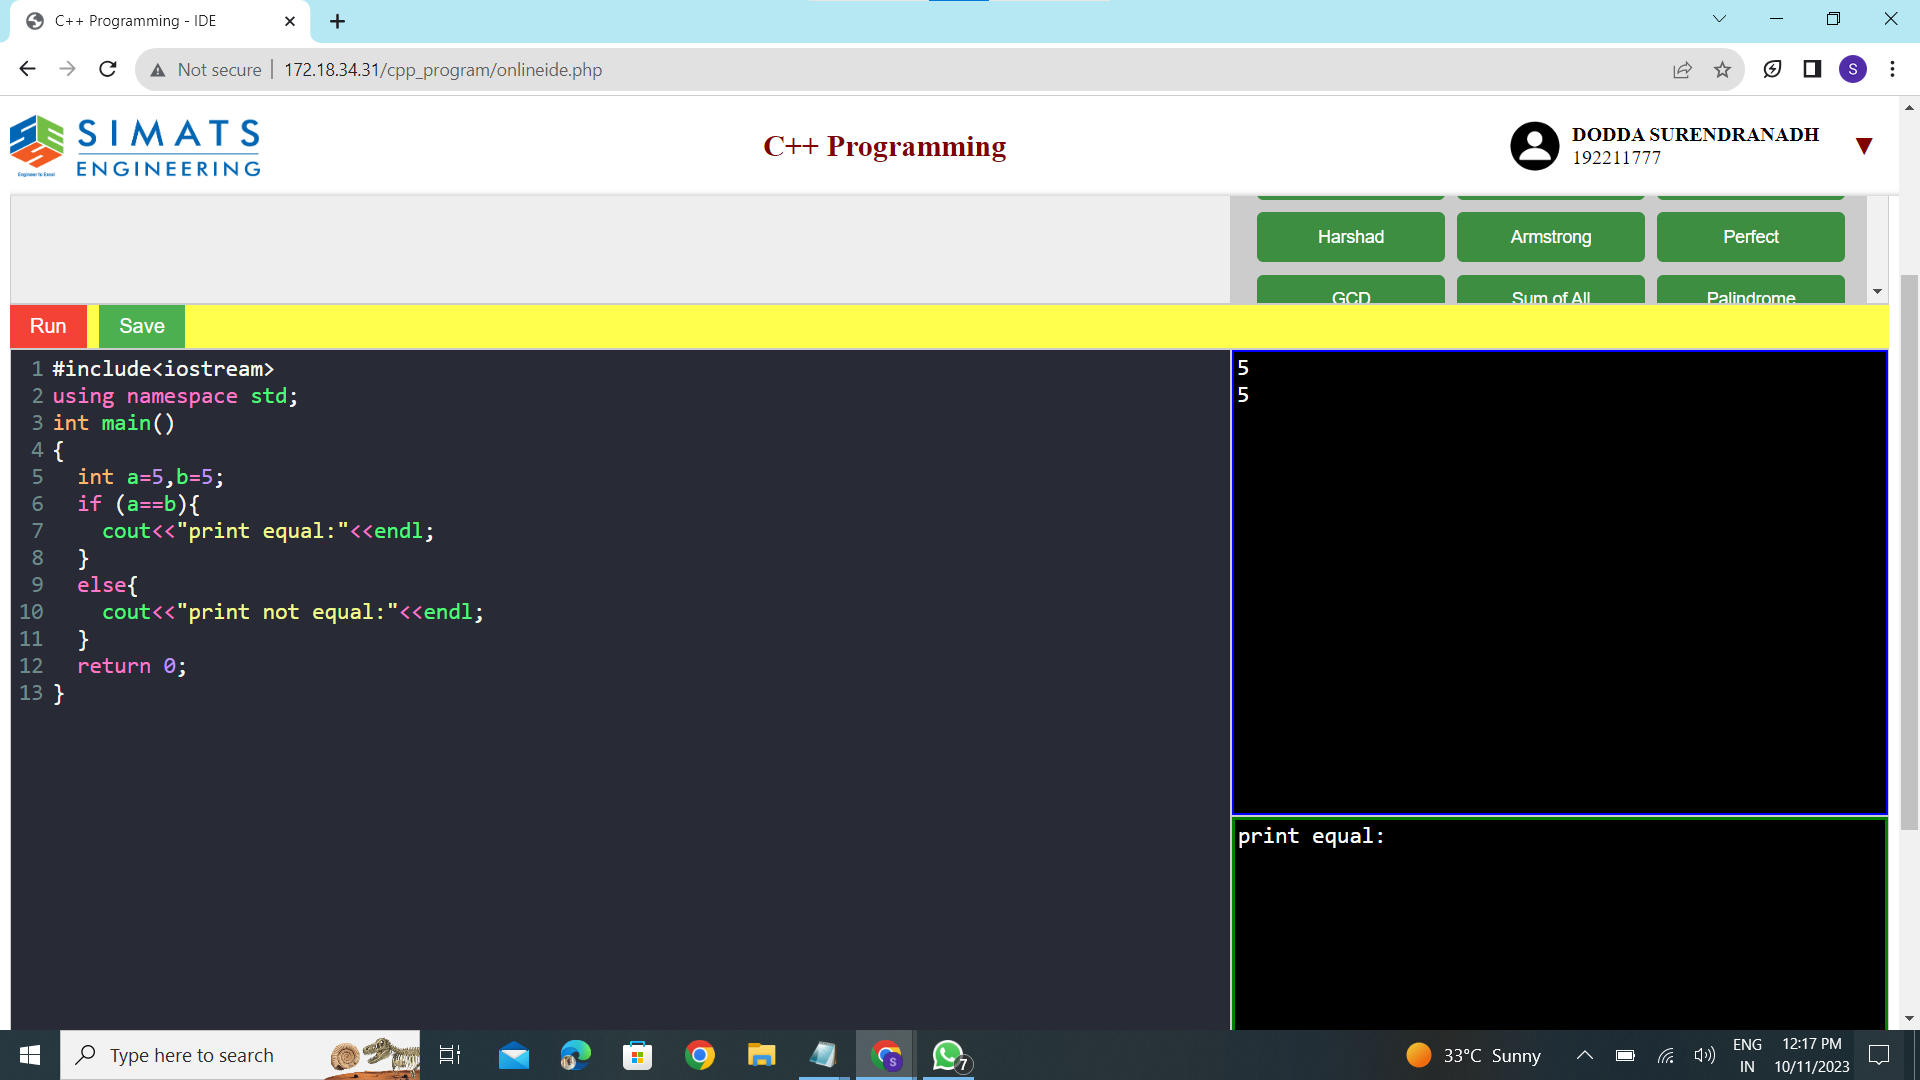 C++ Programming - IDE
Not secure
172.18.34.31/cpp_program/onlineide.php
S
SIMATS
ENGINEERING
Engineer to Excel
C++ Programming
DODDA SURENDRANADH
192211777
Harshad Armstrong Perfect
GCD Sum of All Palindrome
Run Save
1 #include<iostream>
2 using namespace std;
3 int main()
4 {
5 int a=5,b=5;
6 if (a==b){
7 cout<<"print equal:"<<endl;
8 }
9 else{
10 cout<<"print not equal:"<<endl;
11 }
12 return 0;
13 }
5
5
print equal:
Type here to search
S
7
33°C Sunny
ENG
IN
12:17 PM
10/11/2023